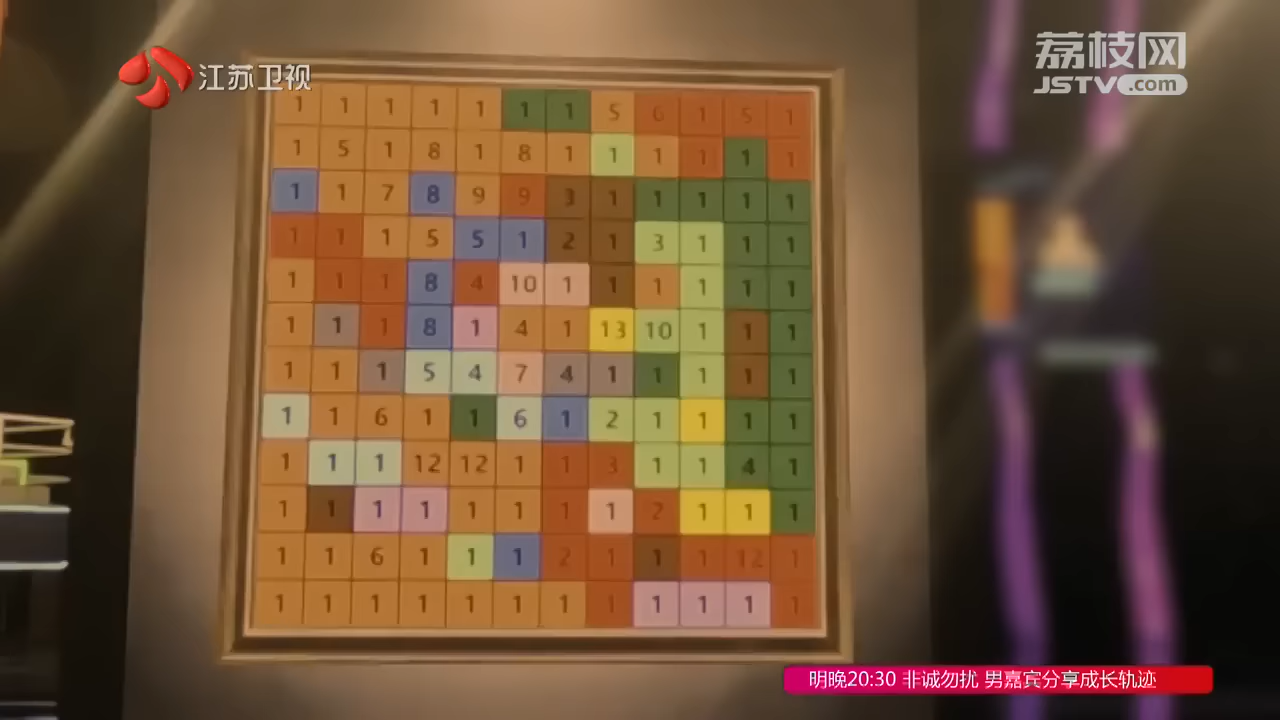 江苏卫视
荔枝网
JSTV.com
1 1 1 1 1 1 1 5 6 1 5 1
1 5 1 8 1 8 1 1 1 1 1 1
1 1 7 8 9 9 3 1 1 1 1 1
1 1 1 5 5 1 2 1 3 1 1 1
1 1 1 8 4 10 1 1 1 1 1 1
1 1 1 8 1 4 1 13 10 1 1 1
1 1 1 5 4 7 4 1 1 1 1 1
1 1 6 1 1 6 1 2 1 1 1 1
1 1 1 12 12 1 1 3 1 1 4 1
1 1 1 1 1 1 1 1 2 1 1 1
1 1 6 1 1 1 2 1 1 1 12 1
1 1 1 1 1 1 1 1 1 1 1 1
明晚20:30 非诚勿扰 男嘉宾分享成长轨迹